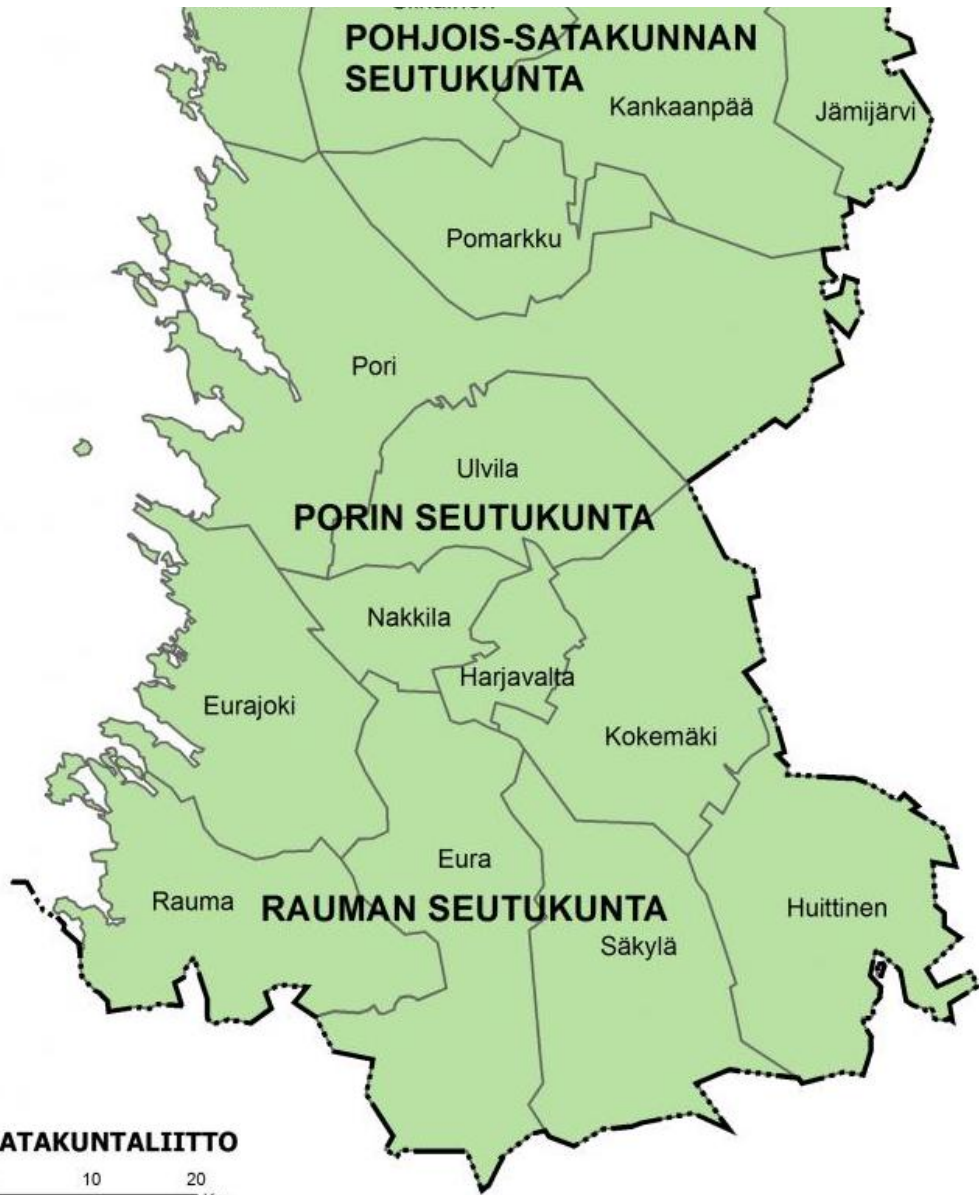 POHJOIS-SATAKUNNAN
SEUTUKUNTA
Kankaanpää
Jämijärvi
Pomarkku
Pori
Ulvila
PORIN SEUTUKUNTA
Nakkila
Harjavalta
Eurajoki
Kokemäki
Eura
Rauma
RAUMAN SEUTUKUNTA
Huittinen
Säkylä
ATAKUNTALIITTO
10 20